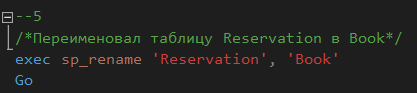 --5
/*Переименовал таблицу Reservation в Book*/
exec sp_rename 'Reservation', 'Book'
Go